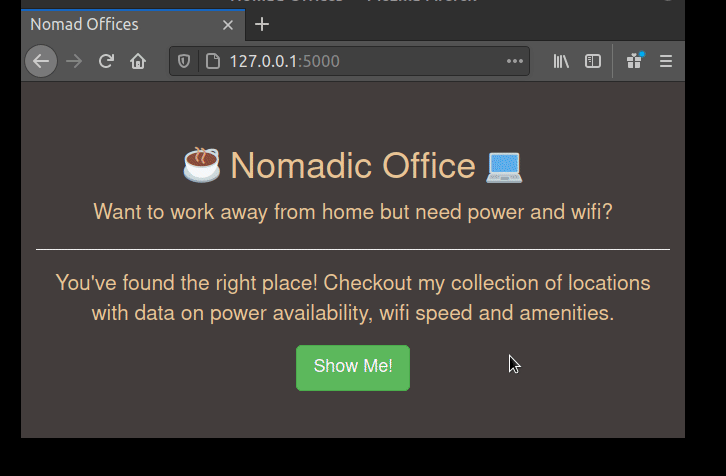 Nomad Offices
127.0.0.1:5000
Nomadic Office
Want to work away from home but need power and wifi?
You've found the right place! Checkout my collection of locations
with data on power availability, wifi speed and amenities.
Show Me!